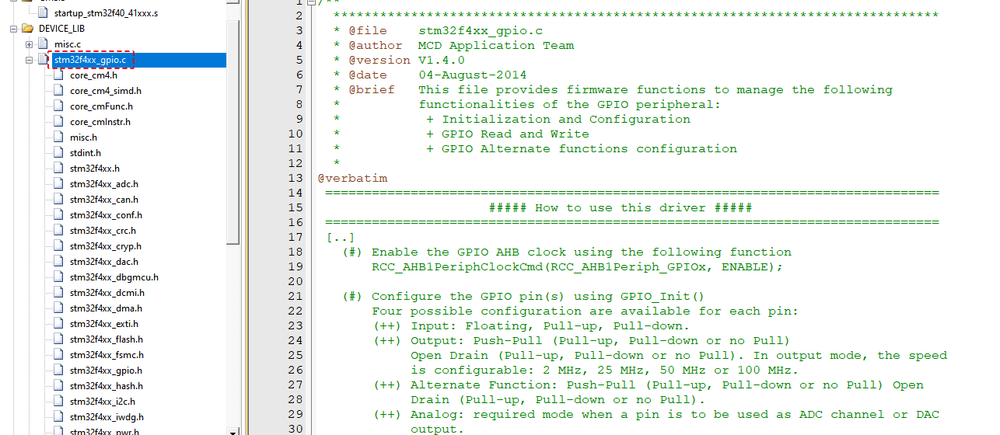 startup_stm32f40_41xxx.s
DEVICE_LIB
misc.c
stm32f4xx_gpio.c
core_cm4.h
core_cm4_simd.h
core_cmFunc.h
core_cmInstr.h
misc.h
stdint.h
stm32f4xx.h
stm32f4xx_adc.h
stm32f4xx_can.h
stm32f4xx_conf.h
stm32f4xx_crc.h
stm32f4xx_cryp.h
stm32f4xx_dac.h
stm32f4xx_dbgmcu.h
stm32f4xx_dcmi.h
stm32f4xx_dma.h
stm32f4xx_exti.h
stm32f4xx_flash.h
stm32f4xx_fsmc.h
stm32f4xx_gpio.h
stm32f4xx_hash.h
stm32f4xx_i2c.h
stm32f4xx_iwdg.h
stm32f4xx_pwr.h
1 /**
2 ******************************************************************************
3 * @file    stm32f4xx_gpio.c
4 * @author  MCD Application Team
5 * @version V1.4.0
6 * @date    04-August-2014
7 * @brief   This file provides firmware functions to manage the following
8 *          functionalities of the GPIO peripheral:
9 *           + Initialization and Configuration
10 *           + GPIO Read and Write
11 *           + GPIO Alternate functions configuration
12 *
13 @verbatim
14 ===============================================================================
15 ##### How to use this driver #####
16 ===============================================================================
17 [..]
18 (#) Enable the GPIO AHB clock using the following function
19 RCC_AHB1PeriphClockCmd(RCC_AHB1Periph_GPIOx, ENABLE);
20
21 (#) Configure the GPIO pin(s) using GPIO_Init()
22 Four possible configuration are available for each pin:
23 (++) Input: Floating, Pull-up, Pull-down.
24 (++) Output: Push-Pull (Pull-up, Pull-down or no Pull)
25 Open Drain (Pull-up, Pull-down or no Pull). In output mode, the speed
26 is configurable: 2 MHz, 25 MHz, 50 MHz or 100 MHz.
27 (++) Alternate Function: Push-Pull (Pull-up, Pull-down or no Pull) Open
28 Drain (Pull-up, Pull-down or no Pull).
29 (++) Analog: required mode when a pin is to be used as ADC channel or DAC
30 output.